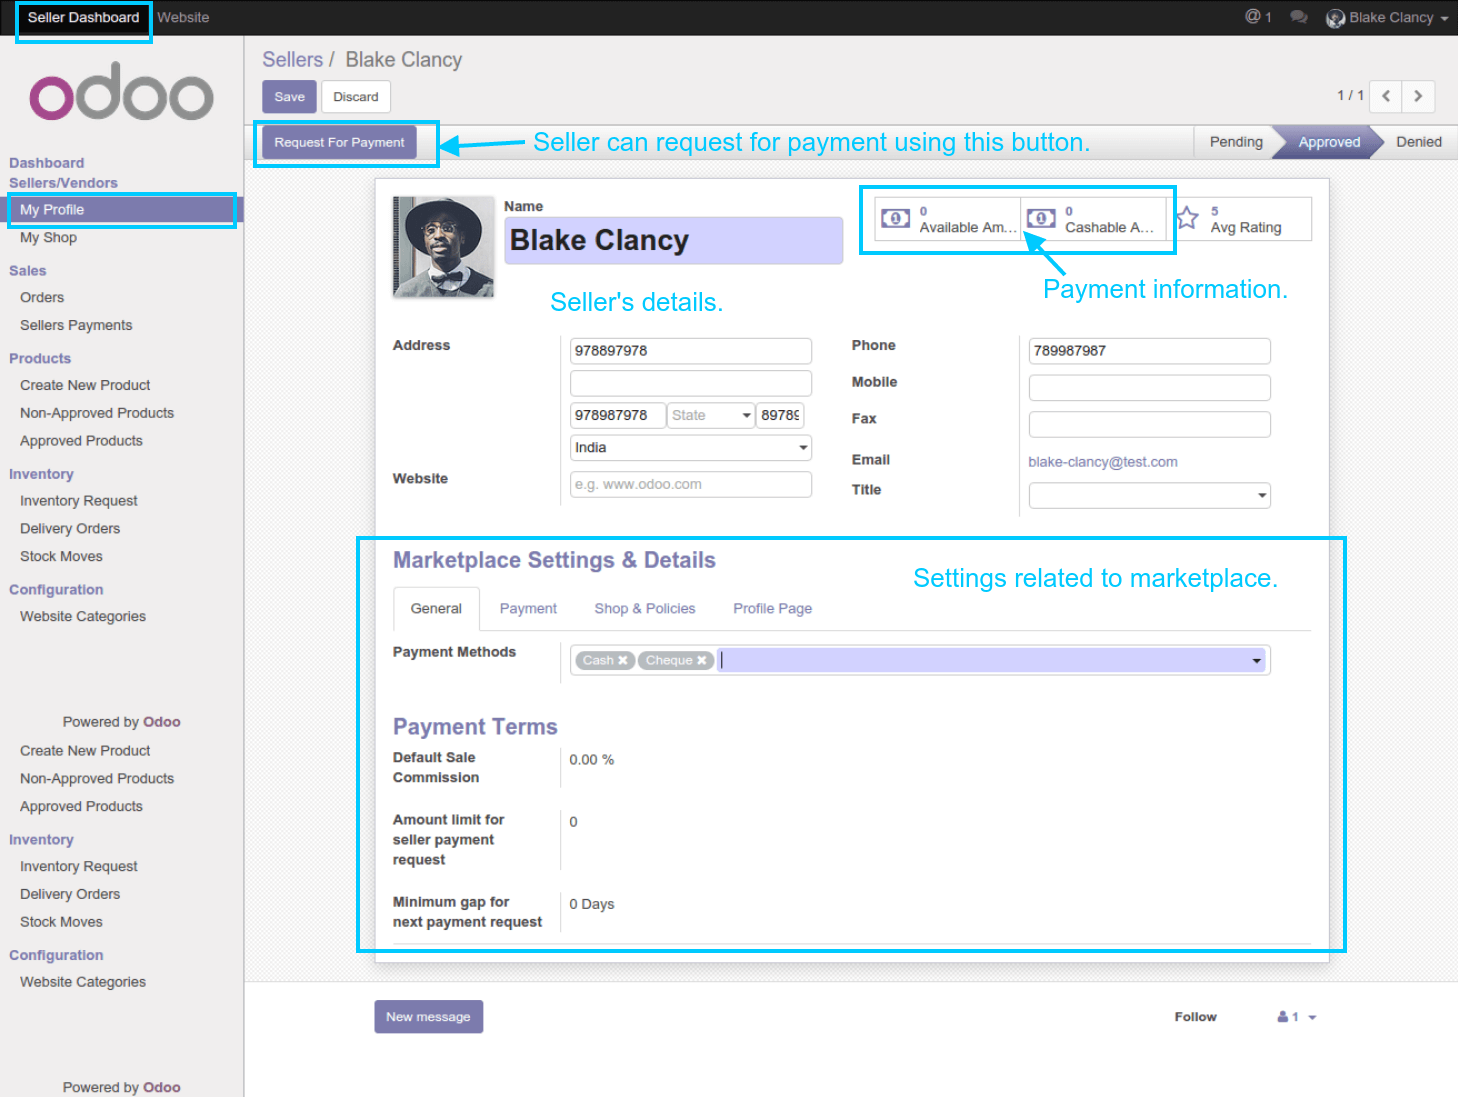 Seller Dashboard Website
@ 1 Blake Clancy
odoo
Sellers / Blake Clancy
Save Discard
1 / 1
Request For Payment
Seller can request for payment using this button.
Pending Approved Denied
Dashboard
Sellers/Vendors
My Profile
My Shop
Sales
Orders
Sellers Payments
Products
Create New Product
Non-Approved Products
Approved Products
Inventory
Inventory Request
Delivery Orders
Stock Moves
Configuration
Website Categories
Powered by Odoo
Create New Product
Non-Approved Products
Approved Products
Inventory
Inventory Request
Delivery Orders
Stock Moves
Configuration
Website Categories
Powered by Odoo
Name
Blake Clancy
0
Available Am...
0
Cashable A...
5
Avg Rating
Seller's details.
Payment information.
Address
978897978
978987978 State 89789
India
Website
e.g. www.odoo.com
Phone
789987987
Mobile
Fax
Email
blake-clancy@test.com
Title
Marketplace Settings & Details
Settings related to marketplace.
General Payment Shop & Policies Profile Page
Payment Methods
Cash Cheque
Payment Terms
Default Sale
Commission
0.00 %
Amount limit for
seller payment
request
0
Minimum gap for
next payment request
0 Days
New message
Follow
1